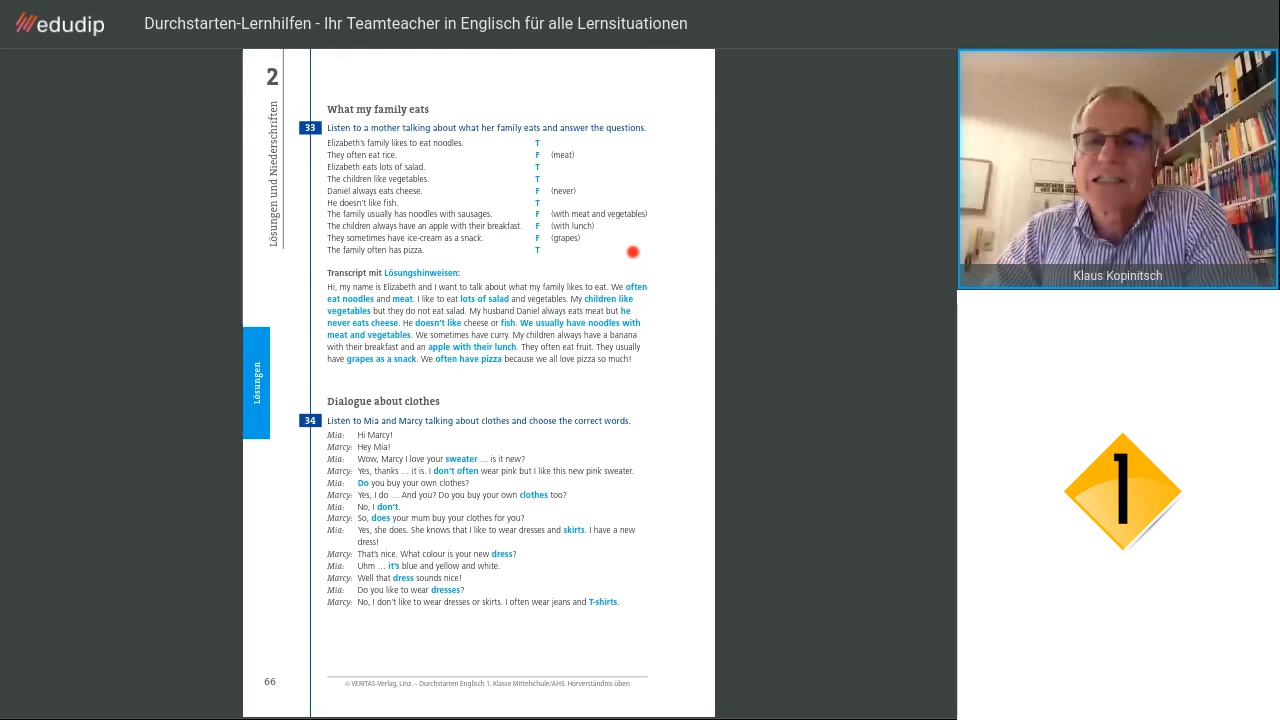 edudip
Durchstarten-Lernhilfen - Ihr Teamteacher in Englisch für alle Lernsituationen
2
Lösungen und Niederschriften
Lösungen
What my family eats
33 Listen to a mother talking about what her family eats and answer the questions.
Elizabeth's family likes to eat noodles. T
They often eat rice. F (meat)
Elizabeth eats lots of salad. T
The children like vegetables. T
Daniel always eats cheese. F (never)
He doesn't like fish. T
The family usually has noodles with sausages. F (with meat and vegetables)
The children always have an apple with their breakfast. F (with lunch)
They sometimes have ice-cream as a snack. F (grapes)
The family often has pizza. T
Transcript mit Lösungshinweisen:
Hi, my name is Elizabeth and I want to talk about what my family likes to eat. We often
eat noodles and meat. I like to eat lots of salad and vegetables. My children like
vegetables but they do not eat salad. My husband Daniel always eats meat but he
never eats cheese. He doesn't like cheese or fish. We usually have noodles with
meat and vegetables. We sometimes have curry. My children always have a banana
with their breakfast and an apple with their lunch. They often eat fruit. They usually
have grapes as a snack. We often have pizza because we all love pizza so much!
Dialogue about clothes
34 Listen to Mia and Marcy talking about clothes and choose the correct words.
Mia: Hi Marcy!
Marcy: Hey Mia!
Mia: Wow, Marcy I love your sweater ... is it new?
Marcy: Yes, thanks ... it is. I don't often wear pink but I like this new pink sweater.
Mia: Do you buy your own clothes?
Marcy: Yes, I do ... And you? Do you buy your own clothes too?
Mia: No, I don't.
Marcy: So, does your mum buy your clothes for you?
Mia: Yes, she does. She knows that I like to wear dresses and skirts. I have a new
dress!
Marcy: That's nice. What colour is your new dress?
Mia: Uhm ... it's blue and yellow and white.
Marcy: Well that dress sounds nice!
Mia: Do you like to wear dresses?
Marcy: No, I don't like to wear dresses or skirts. I often wear jeans and T-shirts.
66
© VERITAS-Verlag, Linz. – Durchstarten Englisch 1. Klasse Mittelschule/AHS. Hörverständnis üben
Klaus Kopinitsch
1